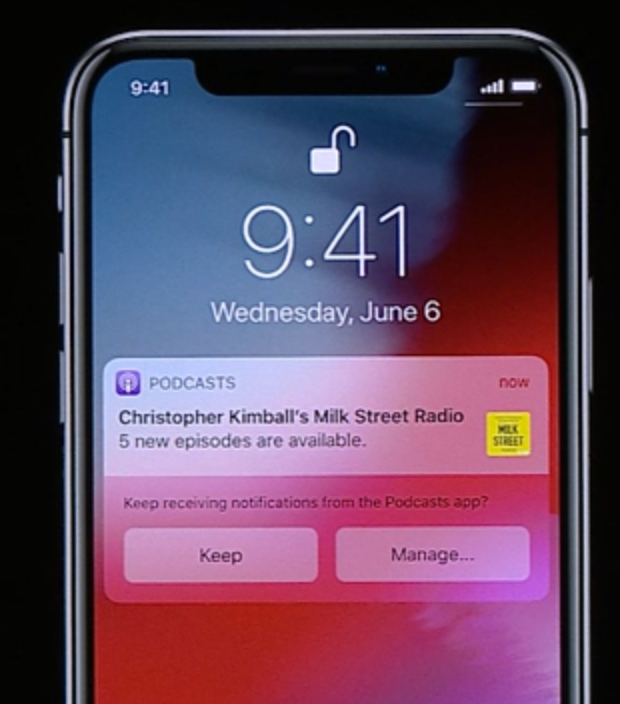 9:41
9:41
Wednesday, June 6
PODCASTS now
Christopher Kimball's Milk Street Radio
5 new episodes are available.
MILK
STREET
Keep receiving notifications from the Podcasts app?
Keep Manage...